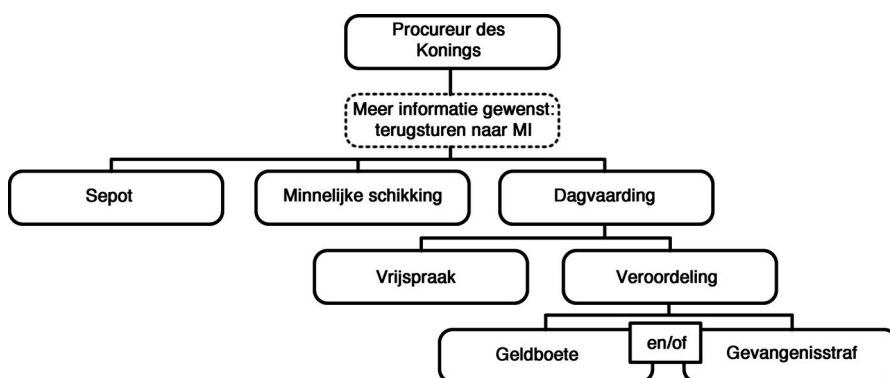 Procureur des
Konings
Meer informatie gewenst:
terugsturen naar MI
Sepot
Minnelijke schikking
Dagvaarding
Vrijspraak
Veroordeling
Geldboete
en/of
Gevangenisstraf